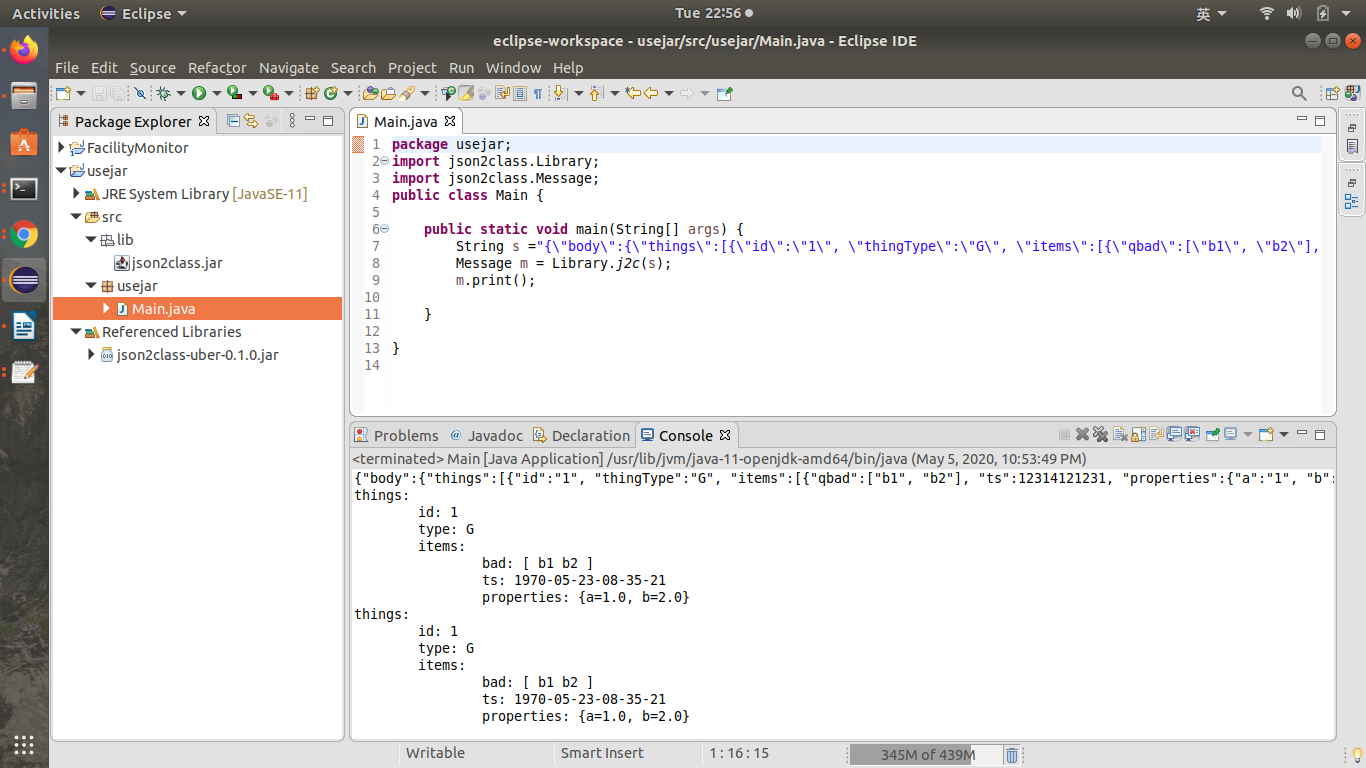 Activities Eclipse Tue 22:56 英
eclipse-workspace - usejar/src/usejar/Main.java - Eclipse IDE
File Edit Source Refactor Navigate Search Project Run Window Help
Package Explorer
FacilityMonitor
usejar
JRE System Library [JavaSE-11]
src
lib
json2class.jar
usejar
Main.java
Referenced Libraries
json2class-uber-0.1.0.jar
Main.java
1 package usejar;
2 import json2class.Library;
3 import json2class.Message;
4 public class Main {
5
6 public static void main(String[] args) {
7 String s ="{\"body\":{\"things\":[{\"id\":\"1\", \"thingType\":\"G\", \"items\":[{\"qbad\":[\"b1\", \"b2\"],
8 Message m = Library.j2c(s);
9 m.print();
10
11 }
12
13 }
14
Problems @ Javadoc Declaration Console
<terminated> Main [Java Application] /usr/lib/jvm/java-11-openjdk-amd64/bin/java (May 5, 2020, 10:53:49 PM)
{"body":{"things":[{"id":"1", "thingType":"G", "items":[{"qbad":["b1", "b2"], "ts":12314121231, "properties":{"a":"1", "b":
things:
id: 1
type: G
items:
bad: [ b1 b2 ]
ts: 1970-05-23-08-35-21
properties: {a=1.0, b=2.0}
things:
id: 1
type: G
items:
bad: [ b1 b2 ]
ts: 1970-05-23-08-35-21
properties: {a=1.0, b=2.0}
Writable Smart Insert 1 : 16 : 15 345M of 439M